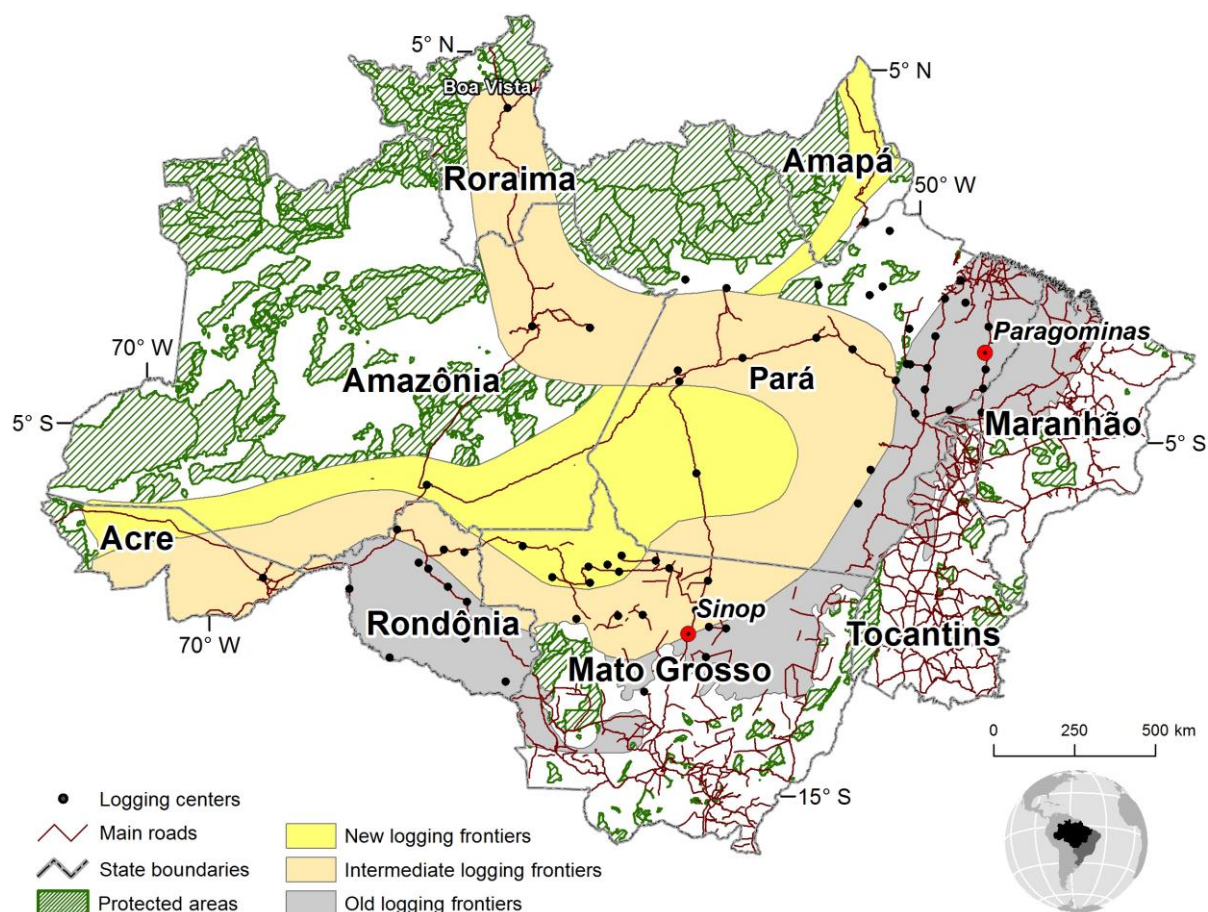 5° N
Boa Vista
5° N
Amapá
Roraima
50° W
Paragominas
70° W
Amazônia
Pará
5° S
Maranhão
5° S
Acre
Sinop
Rondônia
Tocantins
70° W
Mato Grosso
0 250 500 km
15° S
Logging centers
Main roads
New logging frontiers
State boundaries
Intermediate logging frontiers
Protected areas
Old logging frontiers